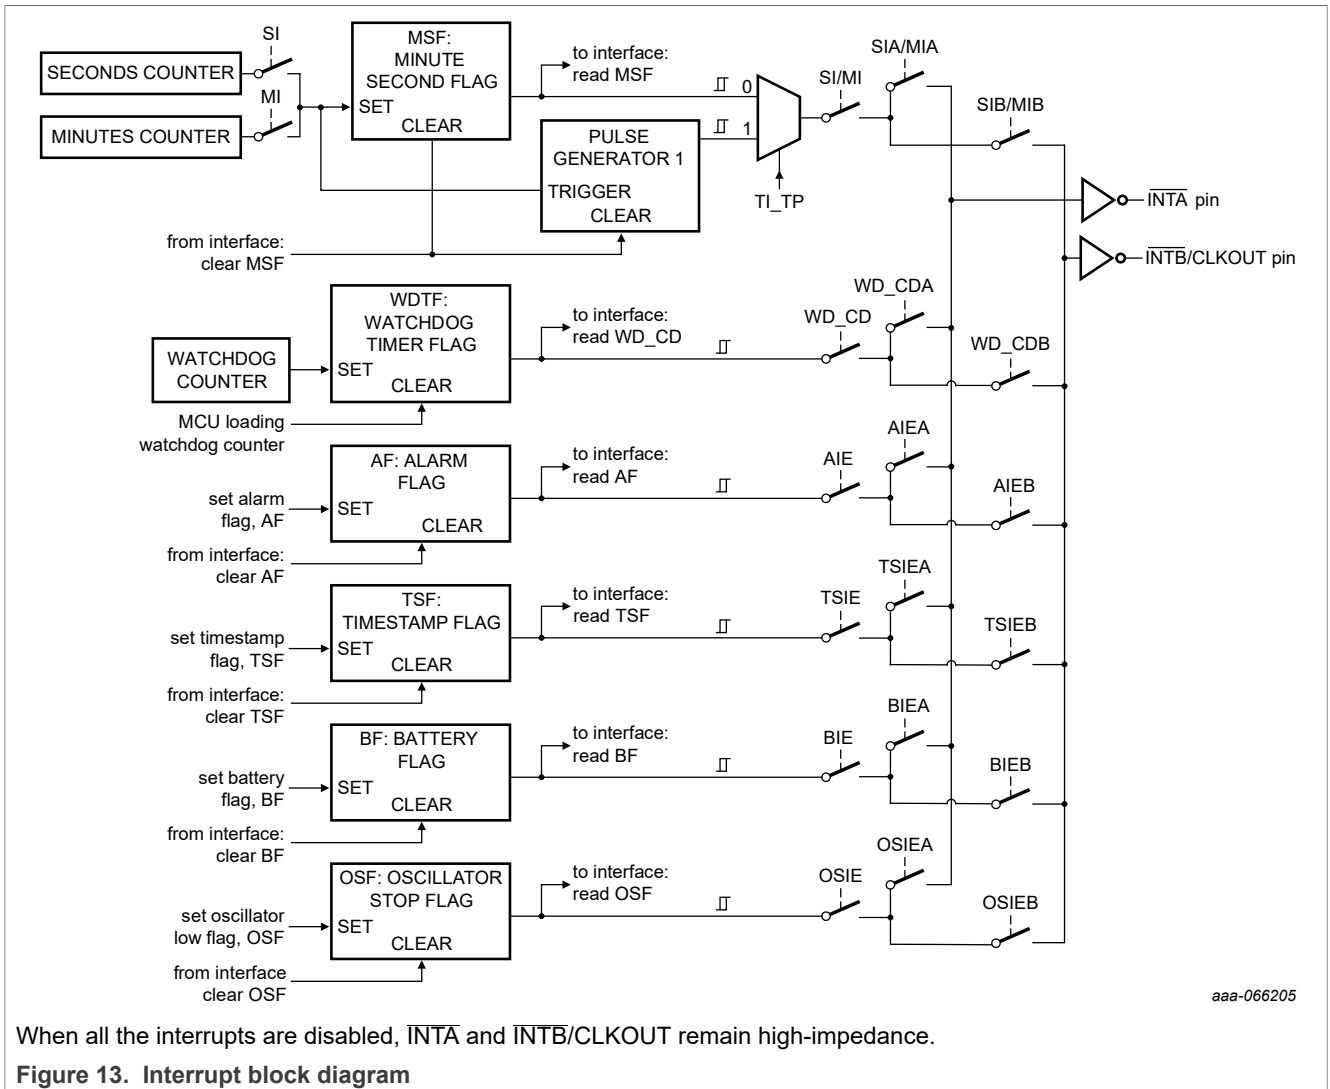 SI
SECONDS COUNTER
MI
MINUTES COUNTER
MSF:
MINUTE
SECOND FLAG
SET
CLEAR
to interface:
read MSF
PULSE
GENERATOR 1
TRIGGER
CLEAR
from interface:
clear MSF
0
1
TI_TP
SI/MI
SIA/MIA
SIB/MIB
INTA pin
INTB/CLKOUT pin
WATCHDOG
COUNTER
WDTF:
WATCHDOG
TIMER FLAG
SET
CLEAR
MCU loading
watchdog counter
to interface:
read WD_CD
WD_CD
WD_CDA
WD_CDB
AF: ALARM
FLAG
SET
CLEAR
set alarm
flag, AF
from interface:
clear AF
to interface:
read AF
AIE
AIEA
AIEB
TSF:
TIMESTAMP FLAG
SET
CLEAR
set timestamp
flag, TSF
from interface:
clear TSF
to interface:
read TSF
TSIE
TSIEA
TSIEB
BF: BATTERY
FLAG
SET
CLEAR
set battery
flag, BF
from interface:
clear BF
to interface:
read BF
BIE
BIEA
BIEB
OSF: OSCILLATOR
STOP FLAG
SET
CLEAR
set oscillator
low flag, OSF
from interface
clear OSF
to interface:
read OSF
OSIE
OSIEA
OSIEB
aaa-066205
When all the interrupts are disabled, INTA and INTB/CLKOUT remain high-impedance.
Figure 13. Interrupt block diagram